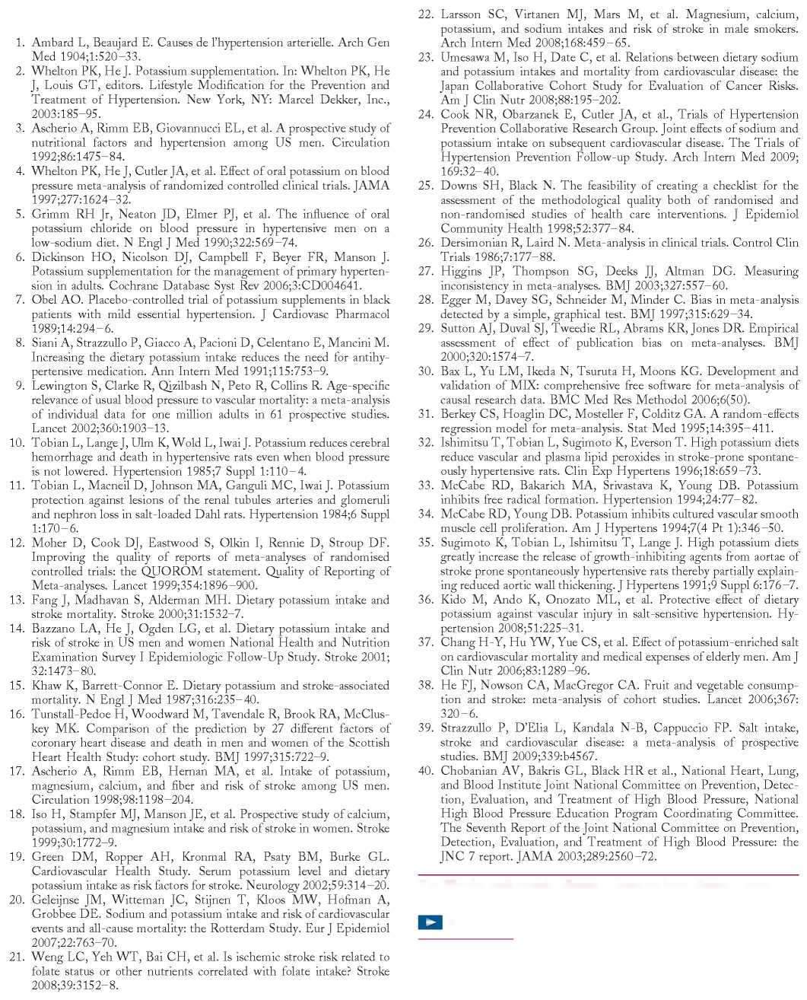 1. Ambard L, Beaujard E. Causes de l'hypertension arterielle. Arch Gen
Med 1904;1:520–33.
2. Whelton PK, He J. Potassium supplementation. In: Whelton PK, He
J, Louis GT, editors. Lifestyle Modification for the Prevention and
Treatment of Hypertension. New York, NY: Marcel Dekker, Inc.,
2003:185–95.
3. Ascherio A, Rimm EB, Giovannucci EL, et al. A prospective study of
nutritional factors and hypertension among US men. Circulation
1992;86:1475–84.
4. Whelton PK, He J, Cutler JA, et al. Effect of oral potassium on blood
pressure meta-analysis of randomized controlled clinical trials. JAMA
1997;277:1624–32.
5. Grimm RH Jr, Neaton JD, Elmer PJ, et al. The influence of oral
potassium chloride on blood pressure in hypertensive men on a
low-sodium diet. N Engl J Med 1990;322:569–74.
6. Dickinson HO, Nicolson DJ, Campbell F, Beyer FR, Manson J.
Potassium supplementation for the management of primary hyperten-
sion in adults. Cochrane Database Syst Rev 2006;3:CD004641.
7. Obel AO. Placebo-controlled trial of potassium supplements in black
patients with mild essential hypertension. J Cardiovasc Pharmacol
1989;14:294–6.
8. Siani A, Strazzullo P, Giacco A, Pacioni D, Celentano E, Mancini M.
Increasing the dietary potassium intake reduces the need for antihy-
pertensive medication. Ann Intern Med 1991;115:753–9.
9. Lewington S, Clarke R, Qizilbash N, Peto R, Collins R. Age-specific
relevance of usual blood pressure to vascular mortality: a meta-analysis
of individual data for one million adults in 61 prospective studies.
Lancet 2002;360:1903–13.
10. Tobian L, Lange J, Ulm K, Wold L, Iwai J. Potassium reduces cerebral
hemorrhage and death in hypertensive rats even when blood pressure
is not lowered. Hypertension 1985;7 Suppl 1:110–4.
11. Tobian L, Macneil D, Johnson MA, Ganguli MC, Iwai J. Potassium
protection against lesions of the renal tubules arteries and glomeruli
and nephron loss in salt-loaded Dahl rats. Hypertension 1984;6 Suppl
1:170–6.
12. Moher D, Cook DJ, Eastwood S, Olkin I, Rennie D, Stroup DF.
Improving the quality of reports of meta-analyses of randomised
controlled trials: the QUOROM statement. Quality of Reporting of
Meta-analyses. Lancet 1999;354:1896–900.
13. Fang J, Madhavan S, Alderman MH. Dietary potassium intake and
stroke mortality. Stroke 2000;31:1532–7.
14. Bazzano LA, He J, Ogden LG, et al. Dietary potassium intake and
risk of stroke in US men and women National Health and Nutrition
Examination Survey I Epidemiologic Follow-Up Study. Stroke 2001;
32:1473–80.
15. Khaw K, Barrett-Connor E. Dietary potassium and stroke-associated
mortality. N Engl J Med 1987;316:235–40.
16. Tunstall-Pedoe H, Woodward M, Tavendale R, Brook RA, McClus-
key MK. Comparison of the prediction by 27 different factors of
coronary heart disease and death in men and women of the Scottish
Heart Health Study: cohort study. BMJ 1997;315:722–9.
17. Ascherio A, Rimm EB, Hernan MA, et al. Intake of potassium,
magnesium, calcium, and fiber and risk of stroke among US men.
Circulation 1998;98:1198–204.
18. Iso H, Stampfer MJ, Manson JE, et al. Prospective study of calcium,
potassium, and magnesium intake and risk of stroke in women. Stroke
1999;30:1772–9.
19. Green DM, Ropper AH, Kronmal RA, Psaty BM, Burke GL.
Cardiovascular Health Study. Serum potassium level and dietary
potassium intake as risk factors for stroke. Neurology 2002;59:314–20.
20. Geleijnse JM, Witteman JC, Stijnen T, Kloos MW, Hofman A,
Grobbee DE. Sodium and potassium intake and risk of cardiovascular
events and all-cause mortality: the Rotterdam Study. Eur J Epidemiol
2007;22:763–70.
21. Weng LC, Yeh WT, Bai CH, et al. Is ischemic stroke risk related to
folate status or other nutrients correlated with folate intake? Stroke
2008;39:3152–8.
22. Larsson SC, Virtanen MJ, Mars M, et al. Magnesium, calcium,
potassium, and sodium intakes and risk of stroke in male smokers.
Arch Intern Med 2008;168:459–65.
23. Umesawa M, Iso H, Date C, et al. Relations between dietary sodium
and potassium intakes and mortality from cardiovascular disease: the
Japan Collaborative Cohort Study for Evaluation of Cancer Risks.
Am J Clin Nutr 2008;88:195–202.
24. Cook NR, Obarzanek E, Cutler JA, et al., Trials of Hypertension
Prevention Collaborative Research Group. Joint effects of sodium and
potassium intake on subsequent cardiovascular disease. The Trials of
Hypertension Prevention Follow-up Study. Arch Intern Med 2009;
169:32–40.
25. Downs SH, Black N. The feasibility of creating a checklist for the
assessment of the methodological quality both of randomised and
non-randomised studies of health care interventions. J Epidemiol
Community Health 1998;52:377–84.
26. Dersimonian R, Laird N. Meta-analysis in clinical trials. Control Clin
Trials 1986;7:177–88.
27. Higgins JP, Thompson SG, Deeks JJ, Altman DG. Measuring
inconsistency in meta-analyses. BMJ 2003;327:557–60.
28. Egger M, Davey SG, Schneider M, Minder C. Bias in meta-analysis
detected by a simple, graphical test. BMJ 1997;315:629–34.
29. Sutton AJ, Duval SJ, Tweedie RL, Abrams KR, Jones DR. Empirical
assessment of effect of publication bias on meta-analyses. BMJ
2000;320:1574–7.
30. Bax L, Yu LM, Ikeda N, Tsuruta H, Moons KG. Development and
validation of MIX: comprehensive free software for meta-analysis of
causal research data. BMC Med Res Methodol 2006;6(50).
31. Berkey CS, Hoaglin DC, Mosteller F, Colditz GA. A random-effects
regression model for meta-analysis. Stat Med 1995;14:395–411.
32. Ishimitsu T, Tobian L, Sugimoto K, Everson T. High potassium diets
reduce vascular and plasma lipid peroxides in stroke-prone spontane-
ously hypertensive rats. Clin Exp Hypertens 1996;18:659–73.
33. McCabe RD, Bakarich MA, Srivastava K, Young DB. Potassium
inhibits free radical formation. Hypertension 1994;24:77–82.
34. McCabe RD, Young DB. Potassium inhibits cultured vascular smooth
muscle cell proliferation. Am J Hypertens 1994;7(4 Pt 1):346–50.
35. Sugimoto K, Tobian L, Ishimitsu T, Lange J. High potassium diets
greatly increase the release of growth-inhibiting agents from aortae of
stroke prone spontaneously hypertensive rats thereby partially explain-
ing reduced aortic wall thickening. J Hypertens 1991;9 Suppl 6:176–7.
36. Kido M, Ando K, Onozato ML, et al. Protective effect of dietary
potassium against vascular injury in salt-sensitive hypertension. Hy-
pertension 2008;51:225–31.
37. Chang H-Y, Hu YW, Yue CS, et al. Effect of potassium-enriched salt
on cardiovascular mortality and medical expenses of elderly men. Am J
Clin Nutr 2006;83:1289–96.
38. He FJ, Nowson CA, MacGregor CA. Fruit and vegetable consump-
tion and stroke: meta-analysis of cohort studies. Lancet 2006;367:
320–6.
39. Strazzullo P, D'Elia L, Kandala N-B, Cappuccio FP. Salt intake,
stroke and cardiovascular disease: a meta-analysis of prospective
studies. BMJ 2009;339:b4567.
40. Chobanian AV, Bakris GL, Black HR et al., National Heart, Lung,
and Blood Institute Joint National Committee on Prevention, Detec-
tion, Evaluation, and Treatment of High Blood Pressure, National
High Blood Pressure Education Program Coordinating Committee.
The Seventh Report of the Joint National Committee on Prevention,
Detection, Evaluation, and Treatment of High Blood Pressure: the
JNC 7 report. JAMA 2003;289:2560–72.